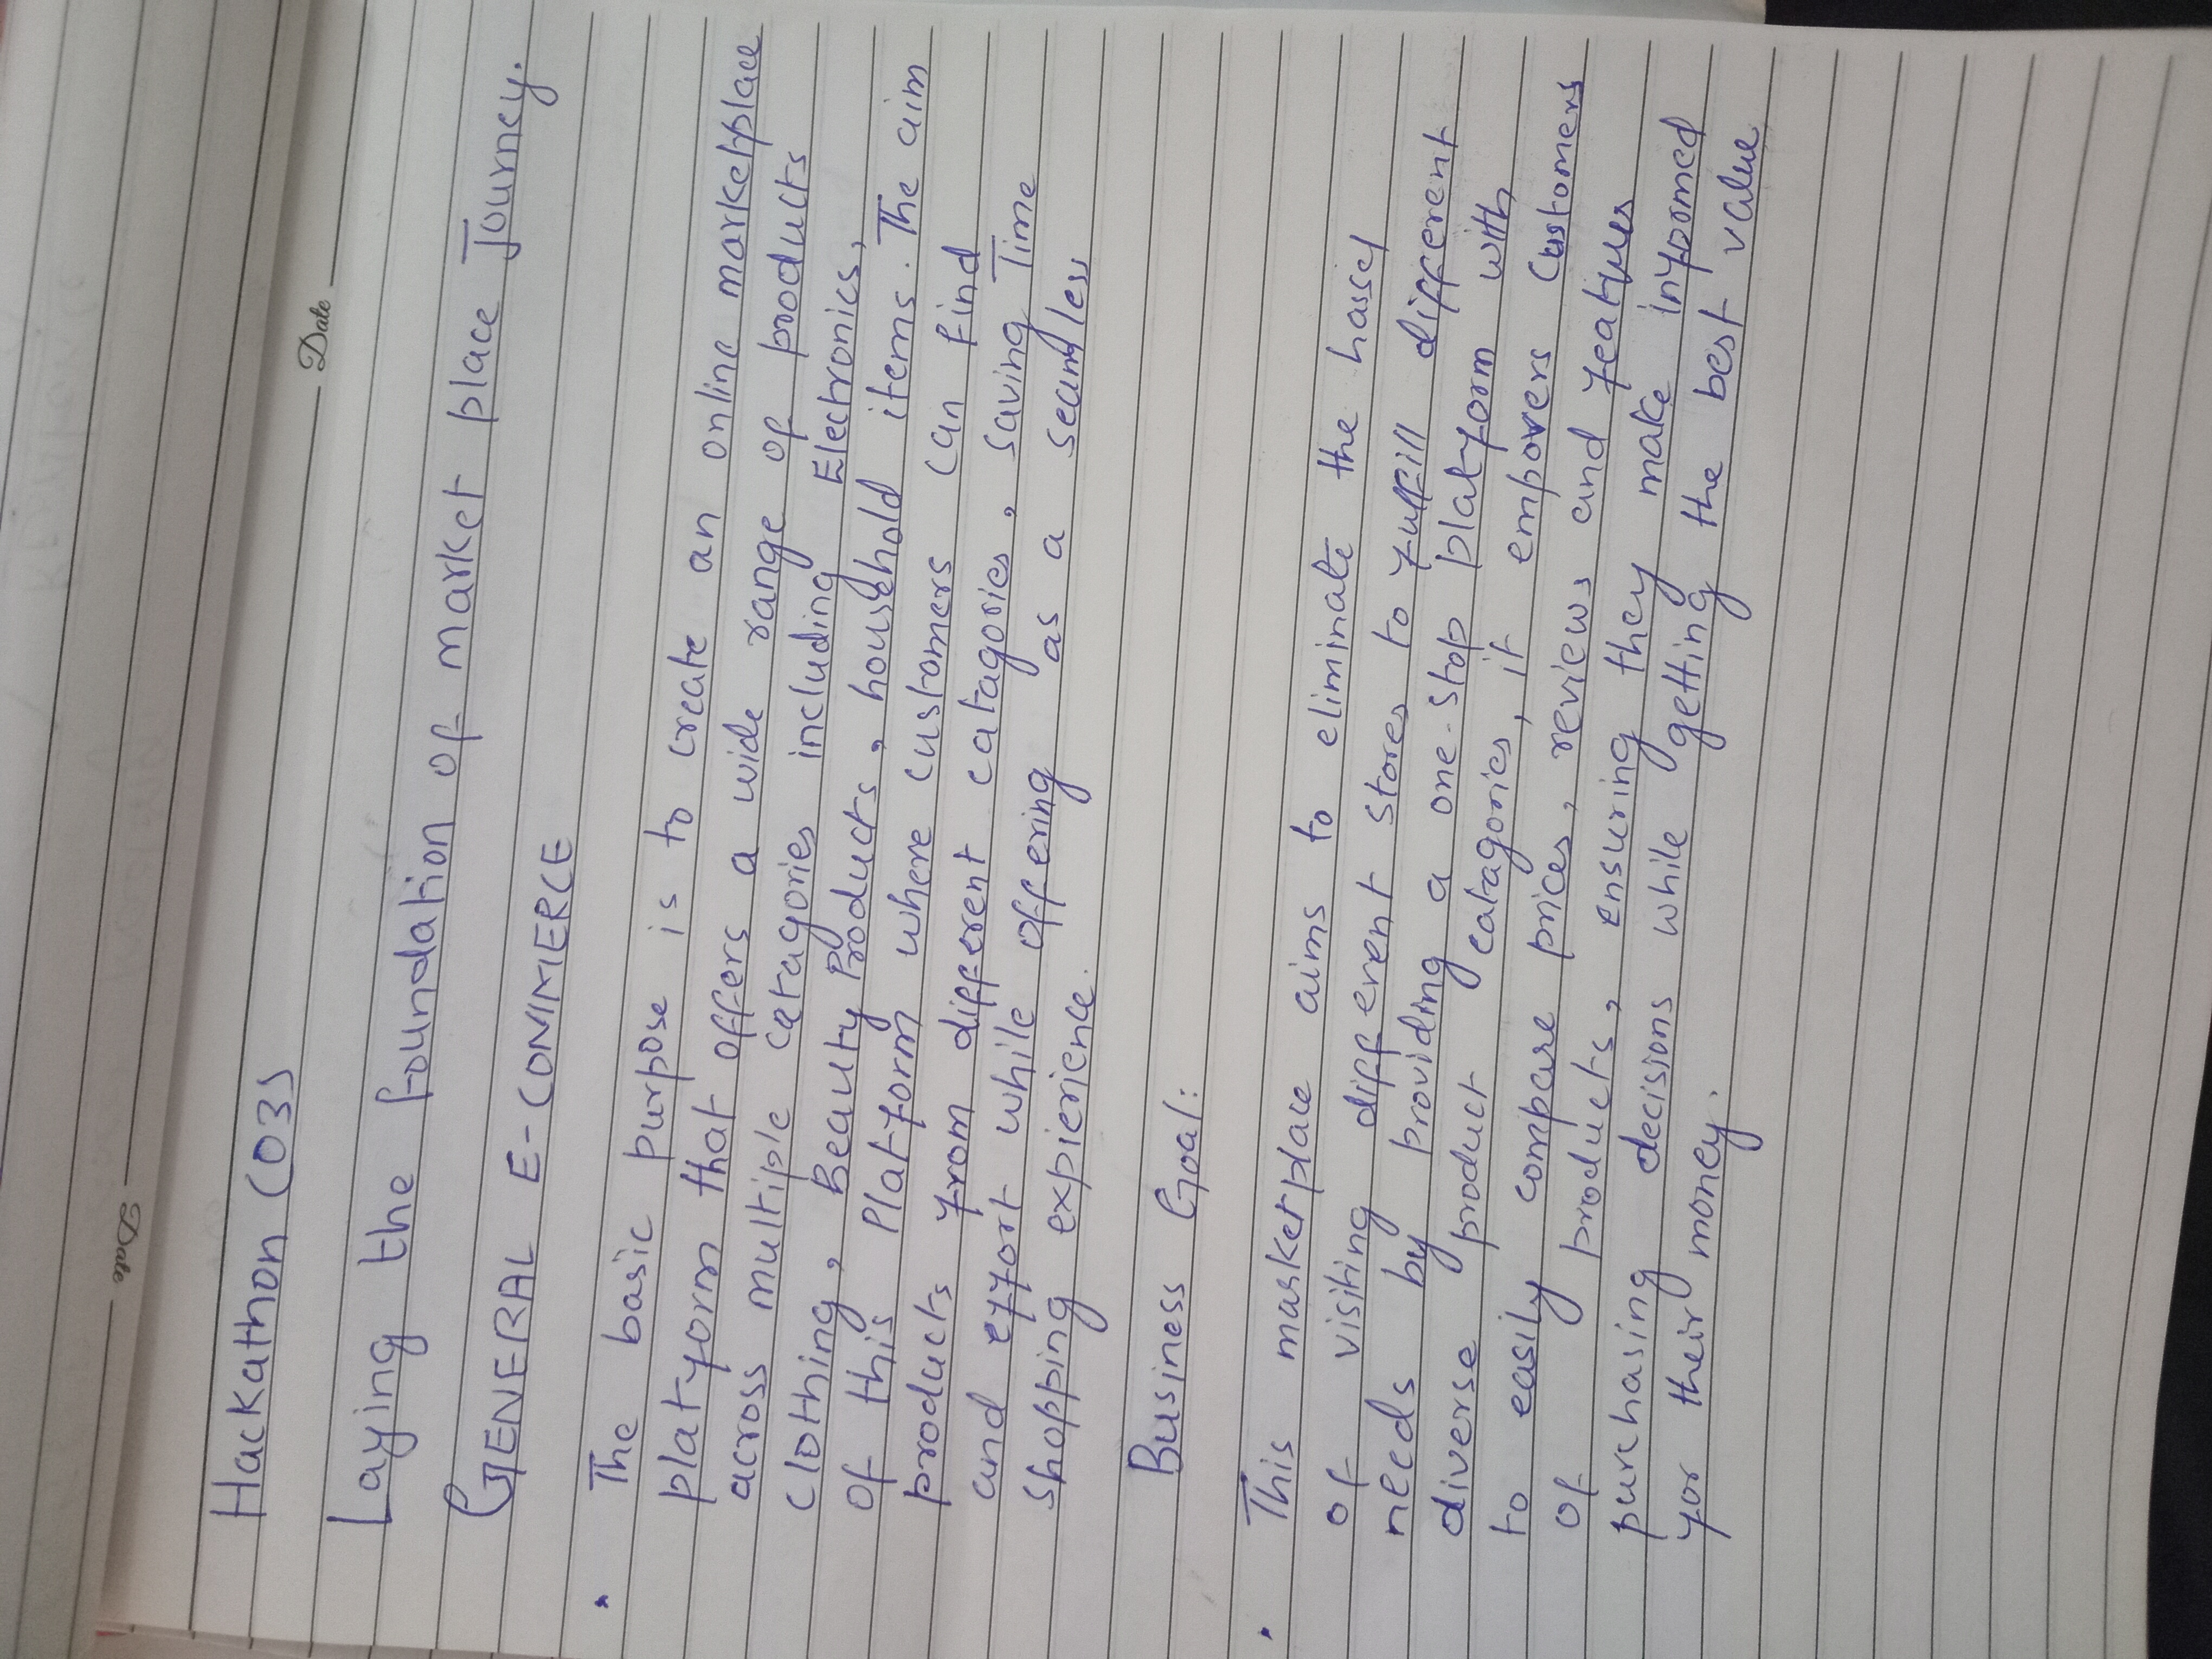 Date
Hackathon (03)
Date
Laying the foundation of market place Journey.
GENERAL E-COMMERCE
• The basic purpose is to create an online marketplace
platform that offers a wide range of products
across multiple catagories including Electronics,
Clothing, Beauty Products, household items. The aim
of this Platform where customers can find
products from different catagories, saving Time
and effort while offering as a seamless
shopping expierience.
Business Goal:
• This marketplace aims to eliminate the hassel
of visiting different stores to fulfill different
needs by providing a one-stop platform with
diverse product catagories, it empovers Customers
to easily compare prices, reviews and features
of products, ensuring they make informed
purchasing decisions while getting the best value
for their money.